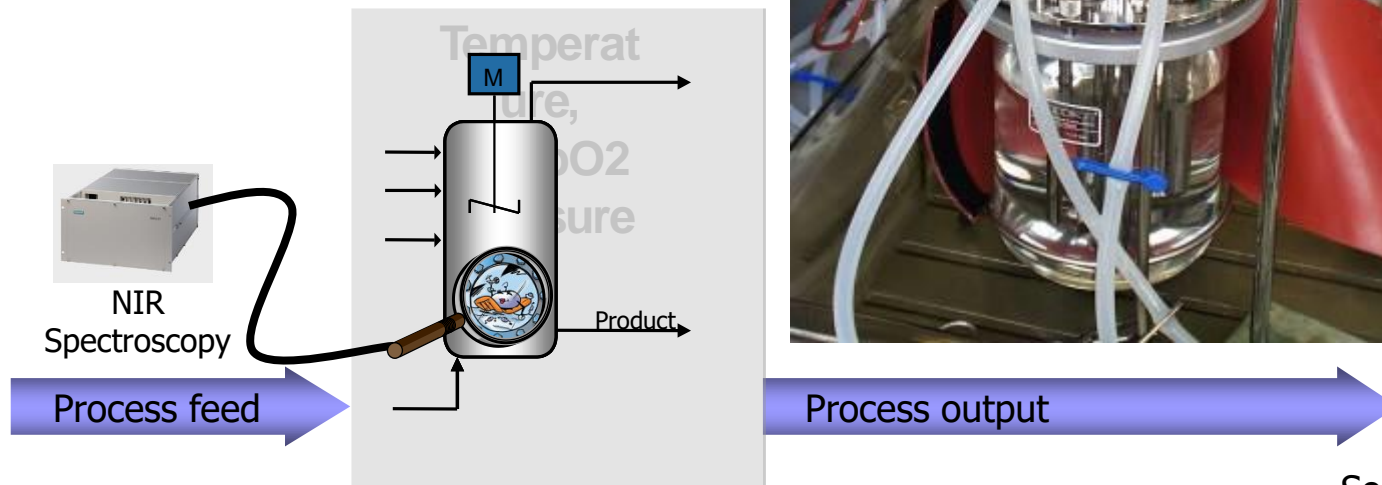 Temperat
M
ure,
pO2
sure
NIR
Spectroscopy
Product
Process feed
Process output